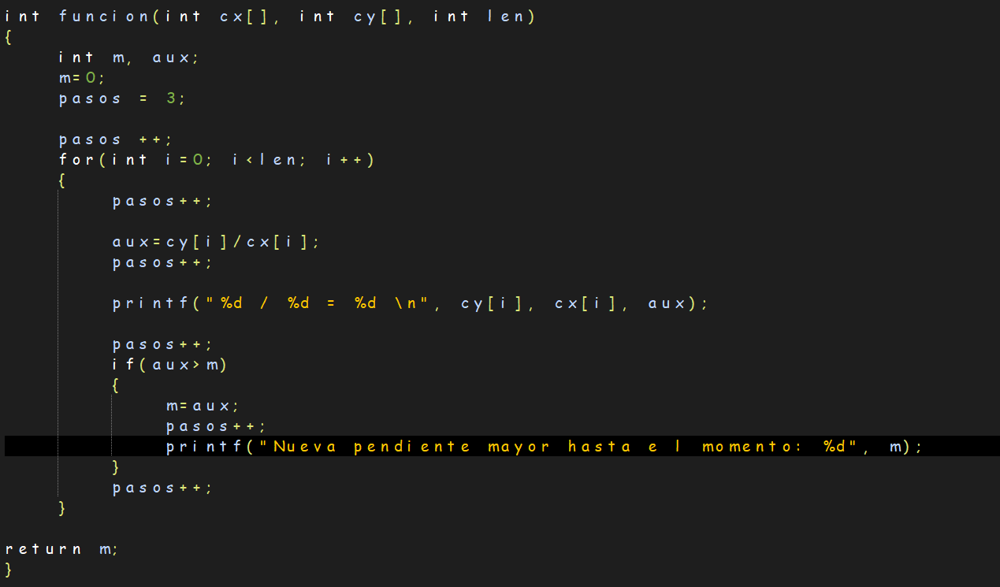 int funcion(int cx[], int cy[], int len)
{
int m, aux;
m=0;
pasos = 3;
pasos ++;
for(int i=0; i<len; i++)
{
pasos++;
aux=cy[i]/cx[i];
pasos++;
printf("%d / %d = %d \n", cy[i], cx[i], aux);
pasos++;
if(aux>m)
{
m=aux;
pasos++;
printf("Nueva pendiente mayor hasta el momento: %d", m);
}
pasos++;
}
return m;
}